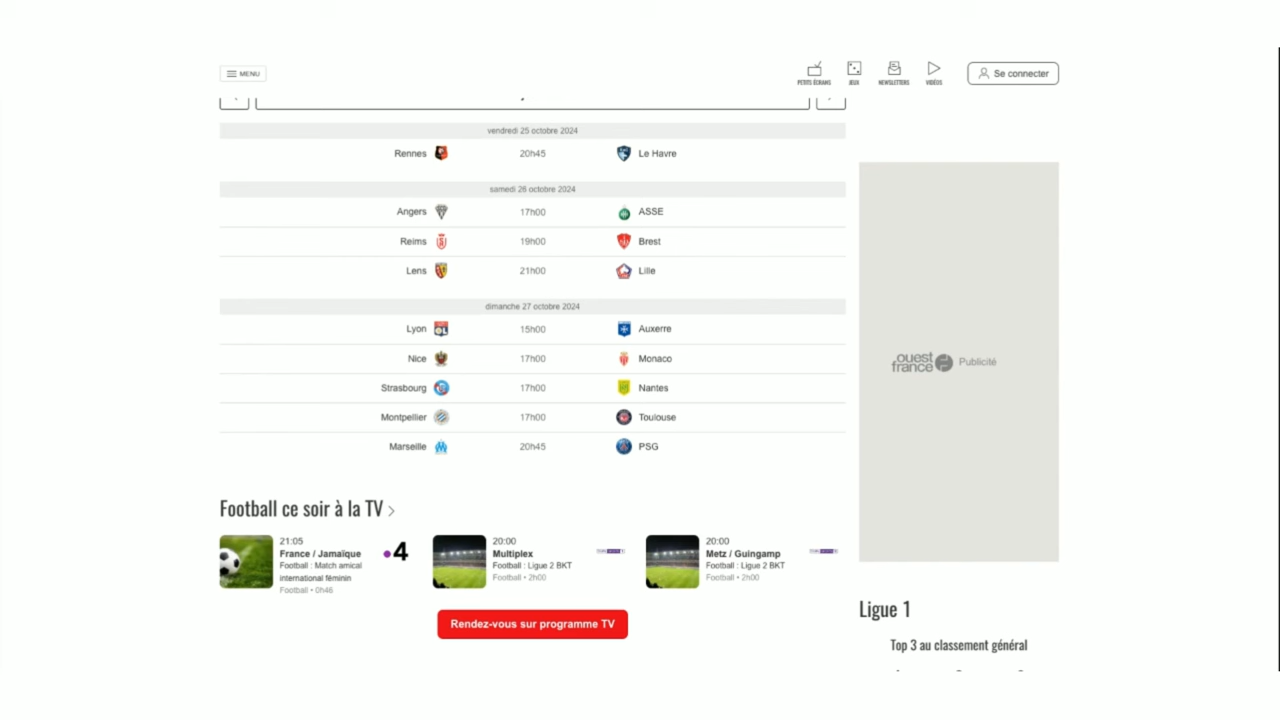 MENU
PETITS ÉCRANS
JEUX
NEWSLETTERS
VIDÉOS
Se connecter
vendredi 25 octobre 2024
Rennes 20h45 Le Havre
samedi 26 octobre 2024
Angers 17h00 ASSE
Reims 19h00 Brest
Lens 21h00 Lille
dimanche 27 octobre 2024
Lyon 15h00 Auxerre
Nice 17h00 Monaco
Strasbourg 17h00 Nantes
Montpellier 17h00 Toulouse
Marseille 20h45 PSG
ouest
france
Publicité
Football ce soir à la TV
21:05
France / Jamaïque
Football : Match amical
international féminin
Football • 0h46
4
20:00
Multiplex
Football : Ligue 2 BKT
Football • 2h00
20:00
Metz / Guingamp
Football : Ligue 2 BKT
Football • 2h00
Rendez-vous sur programme TV
Ligue 1
Top 3 au classement général